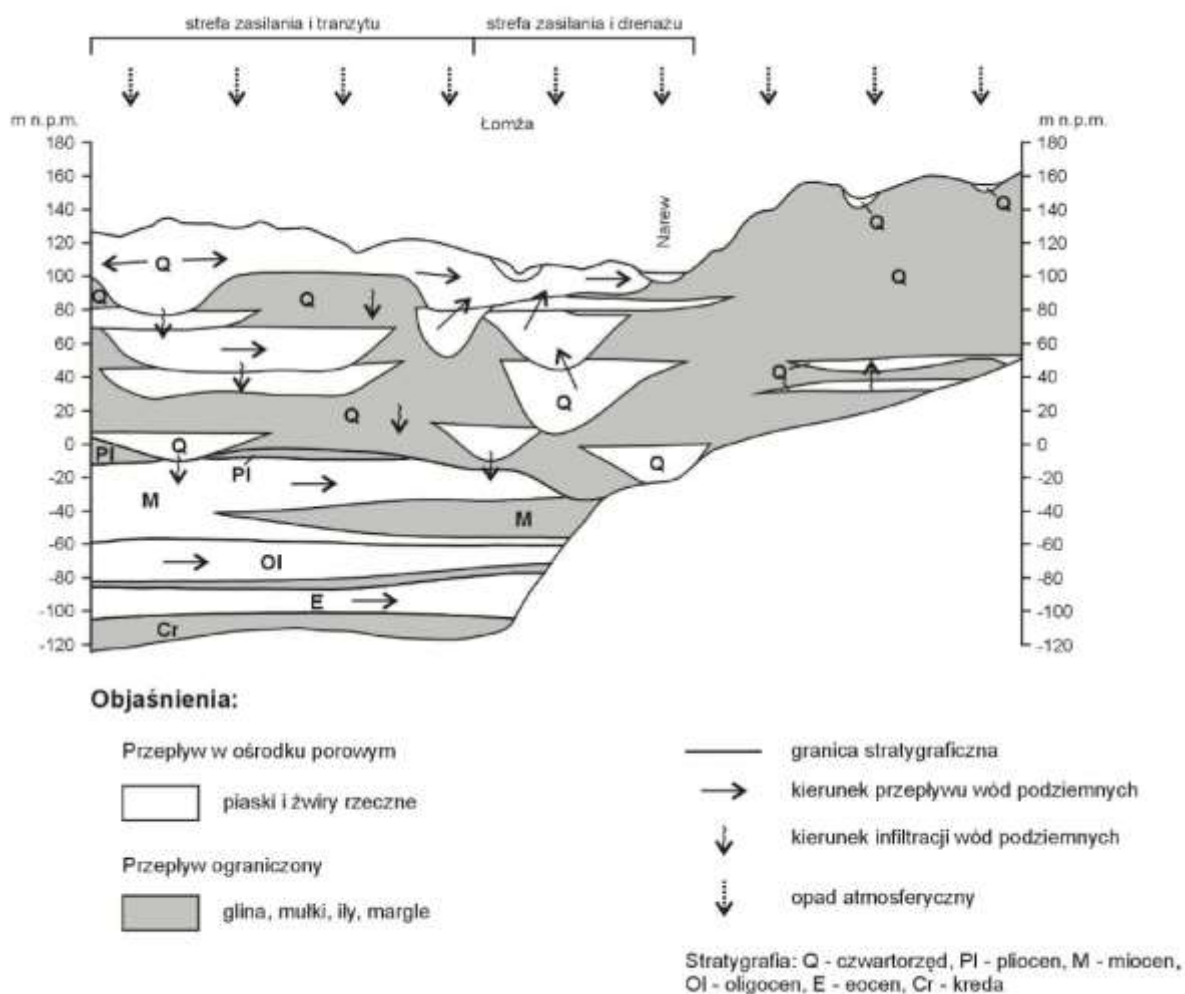 strefa zasilania i tranzytu
strefa zasilania i drenażu
m n.p.m.
Łomża
m n.p.m.
180
160
140
120
100
80
60
40
20
0
-20
-40
-60
-80
-100
-120
180
160
140
120
100
80
60
40
20
0
-20
-40
-60
-80
-100
-120
Narew
Q
Q
Q
Q
Q
Q
Q
Q
Q
Q
Q
Q
Pl
Pl
M
M
Ol
E
Cr
Objaśnienia:
Przepływ w ośrodku porowym
piaski i żwiry rzeczne
Przepływ ograniczony
glina, mułki, iły, margle
granica stratygraficzna
kierunek przepływu wód podziemnych
kierunek infiltracji wód podziemnych
opad atmosferyczny
Stratygrafia: Q - czwartorzęd, Pl - pliocen, M - miocen,
Ol - oligocen, E - eocen, Cr - kreda